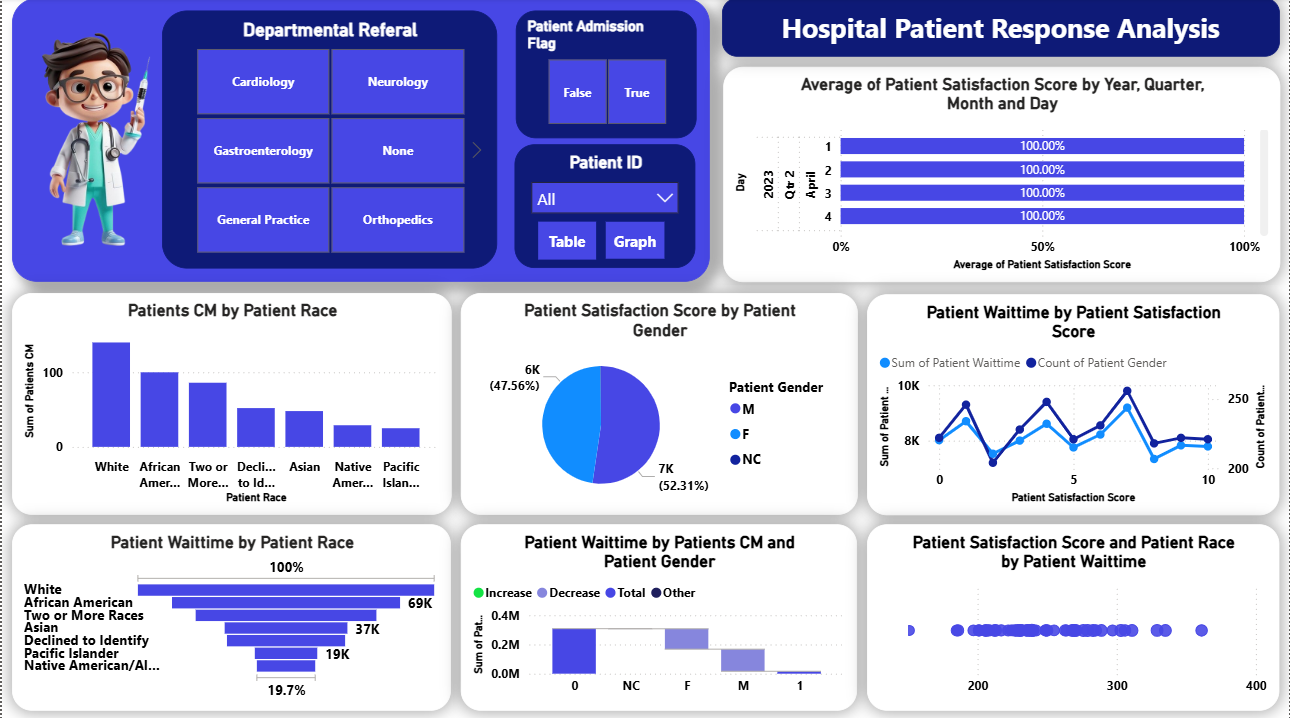 Departmental Referal
Cardiology
Neurology
Gastroenterology
None
General Practice
Orthopedics
Patient Admission
Flag
False
True
Patient ID
All
Table
Graph
Hospital Patient Response Analysis
Average of Patient Satisfaction Score by Year, Quarter,
Month and Day
Day
2023
Qtr 2
April
1
100.00%
2
100.00%
3
100.00%
4
100.00%
0%
50%
100%
Average of Patient Satisfaction Score
Patients CM by Patient Race
Sum of Patients CM
100
0
White
African
Amer...
Two or
More...
Decli...
to Id...
Asian
Native
Amer...
Pacific
Islan...
Patient Race
Patient Satisfaction Score by Patient
Gender
6K
(47.56%)
7K
(52.31%)
Patient Gender
M
F
NC
Patient Waittime by Patient Satisfaction
Score
Sum of Patient Waittime
Count of Patient Gender
Sum of Patient ...
10K
8K
250
200
Count of Patient...
0
5
10
Patient Satisfaction Score
Patient Waittime by Patient Race
100%
White
African American
69K
Two or More Races
Asian
37K
Declined to Identify
Pacific Islander
19K
Native American/Al...
19.7%
Patient Waittime by Patients CM and
Patient Gender
Increase
Decrease
Total
Other
Sum of Pat...
0.4M
0.2M
0.0M
0
NC
F
M
1
Patient Satisfaction Score and Patient Race
by Patient Waittime
200
300
400